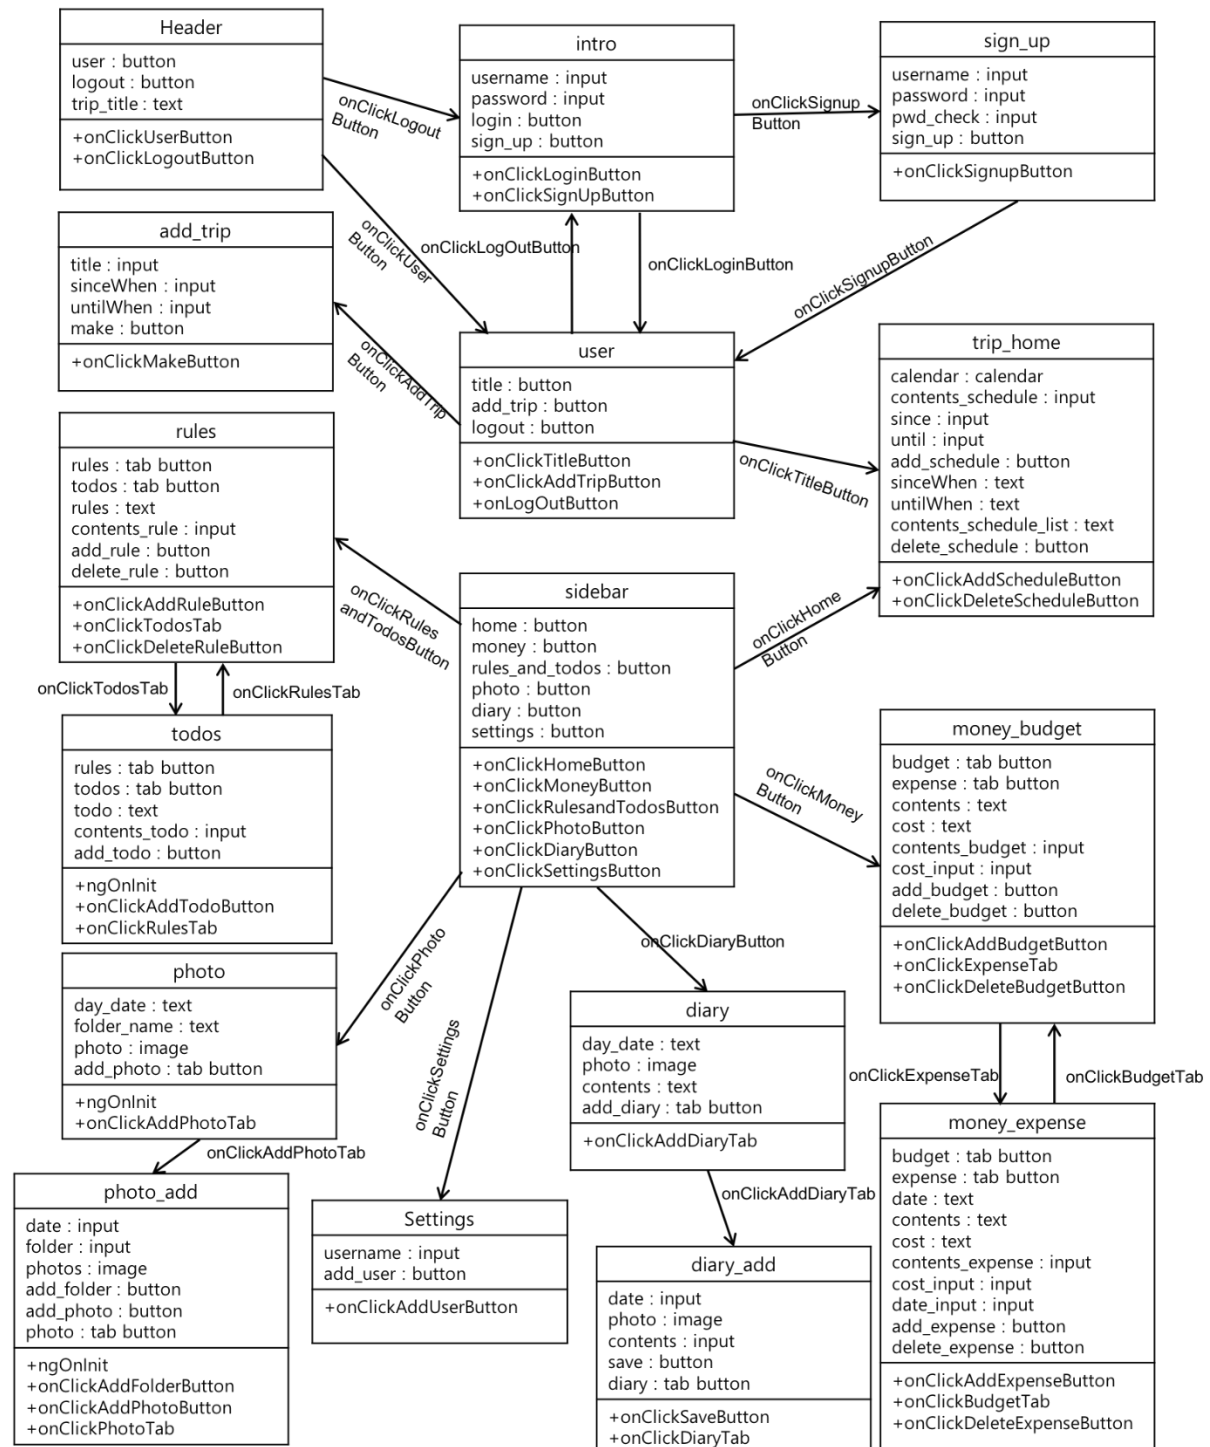 Header
user : button
logout : button
trip_title : text
+onClickUserButton
+onClickLogoutButton
onClickLogout
Button
intro
username : input
password : input
login : button
sign_up : button
+onClickLoginButton
+onClickSignUpButton
onClickSignup
Button
sign_up
username : input
password : input
pwd_check : input
sign_up : button
+onClickSignupButton
add_trip
title : input
sinceWhen : input
untilWhen : input
make : button
+onClickMakeButton
onClickUser
Button
onClickLogOutButton
onClickLoginButton
onClickSignupButton
onClickAddTrip
Button
user
title : button
add_trip : button
logout : button
+onClickTitleButton
+onClickAddTripButton
+onLogOutButton
onClickTitleButton
trip_home
calendar : calendar
contents_schedule : input
since : input
until : input
add_schedule : button
sinceWhen : text
untilWhen : text
contents_schedule_list : text
delete_schedule : button
+onClickAddScheduleButton
+onClickDeleteScheduleButton
rules
rules : tab button
todos : tab button
rules : text
contents_rule : input
add_rule : button
delete_rule : button
+onClickAddRuleButton
+onClickTodosTab
+onClickDeleteRuleButton
onClickRules
andTodosButton
sidebar
home : button
money : button
rules_and_todos : button
photo : button
diary : button
settings : button
+onClickHomeButton
+onClickMoneyButton
+onClickRulesandTodosButton
+onClickPhotoButton
+onClickDiaryButton
+onClickSettingsButton
onClickHome
Button
onClickTodosTab
onClickRulesTab
todos
rules : tab button
todos : tab button
todo : text
contents_todo : input
add_todo : button
+ngOnInit
+onClickAddTodoButton
+onClickRulesTab
onClickMoney
Button
money_budget
budget : tab button
expense : tab button
contents : text
cost : text
contents_budget : input
cost_input : input
add_budget : button
delete_budget : button
+onClickAddBudgetButton
+onClickExpenseTab
+onClickDeleteBudgetButton
photo
day_date : text
folder_name : text
photo : image
add_photo : tab button
+ngOnInit
+onClickAddPhotoTab
onClickPhoto
Button
onClickSettings
Button
onClickDiaryButton
diary
day_date : text
photo : image
contents : text
add_diary : tab button
+onClickAddDiaryTab
onClickExpenseTab
onClickBudgetTab
onClickAddPhotoTab
photo_add
date : input
folder : input
photos : image
add_folder : button
add_photo : button
photo : tab button
+ngOnInit
+onClickAddFolderButton
+onClickAddPhotoButton
+onClickPhotoTab
Settings
username : input
add_user : button
+onClickAddUserButton
onClickAddDiaryTab
diary_add
date : input
photo : image
contents : input
save : button
diary : tab button
+onClickSaveButton
+onClickDiaryTab
money_expense
budget : tab button
expense : tab button
date : text
contents : text
cost : text
contents_expense : input
cost_input : input
date_input : input
add_expense : button
delete_expense : button
+onClickAddExpenseButton
+onClickBudgetTab
+onClickDeleteExpenseButton